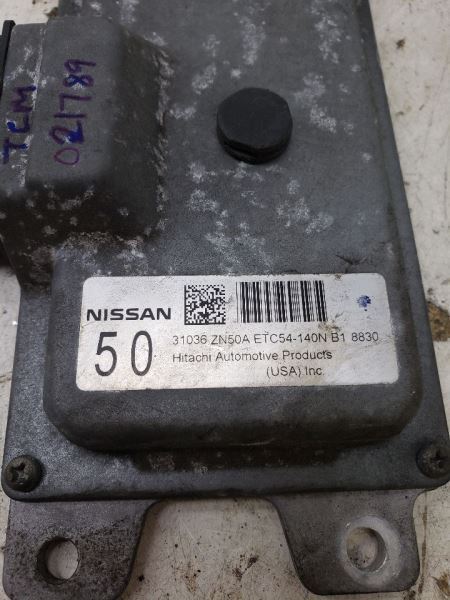 TCM
021789
NISSAN
50
31036 ZN50A ETC54-140N B1 8830
Hitachi Automotive Products
(USA) Inc.